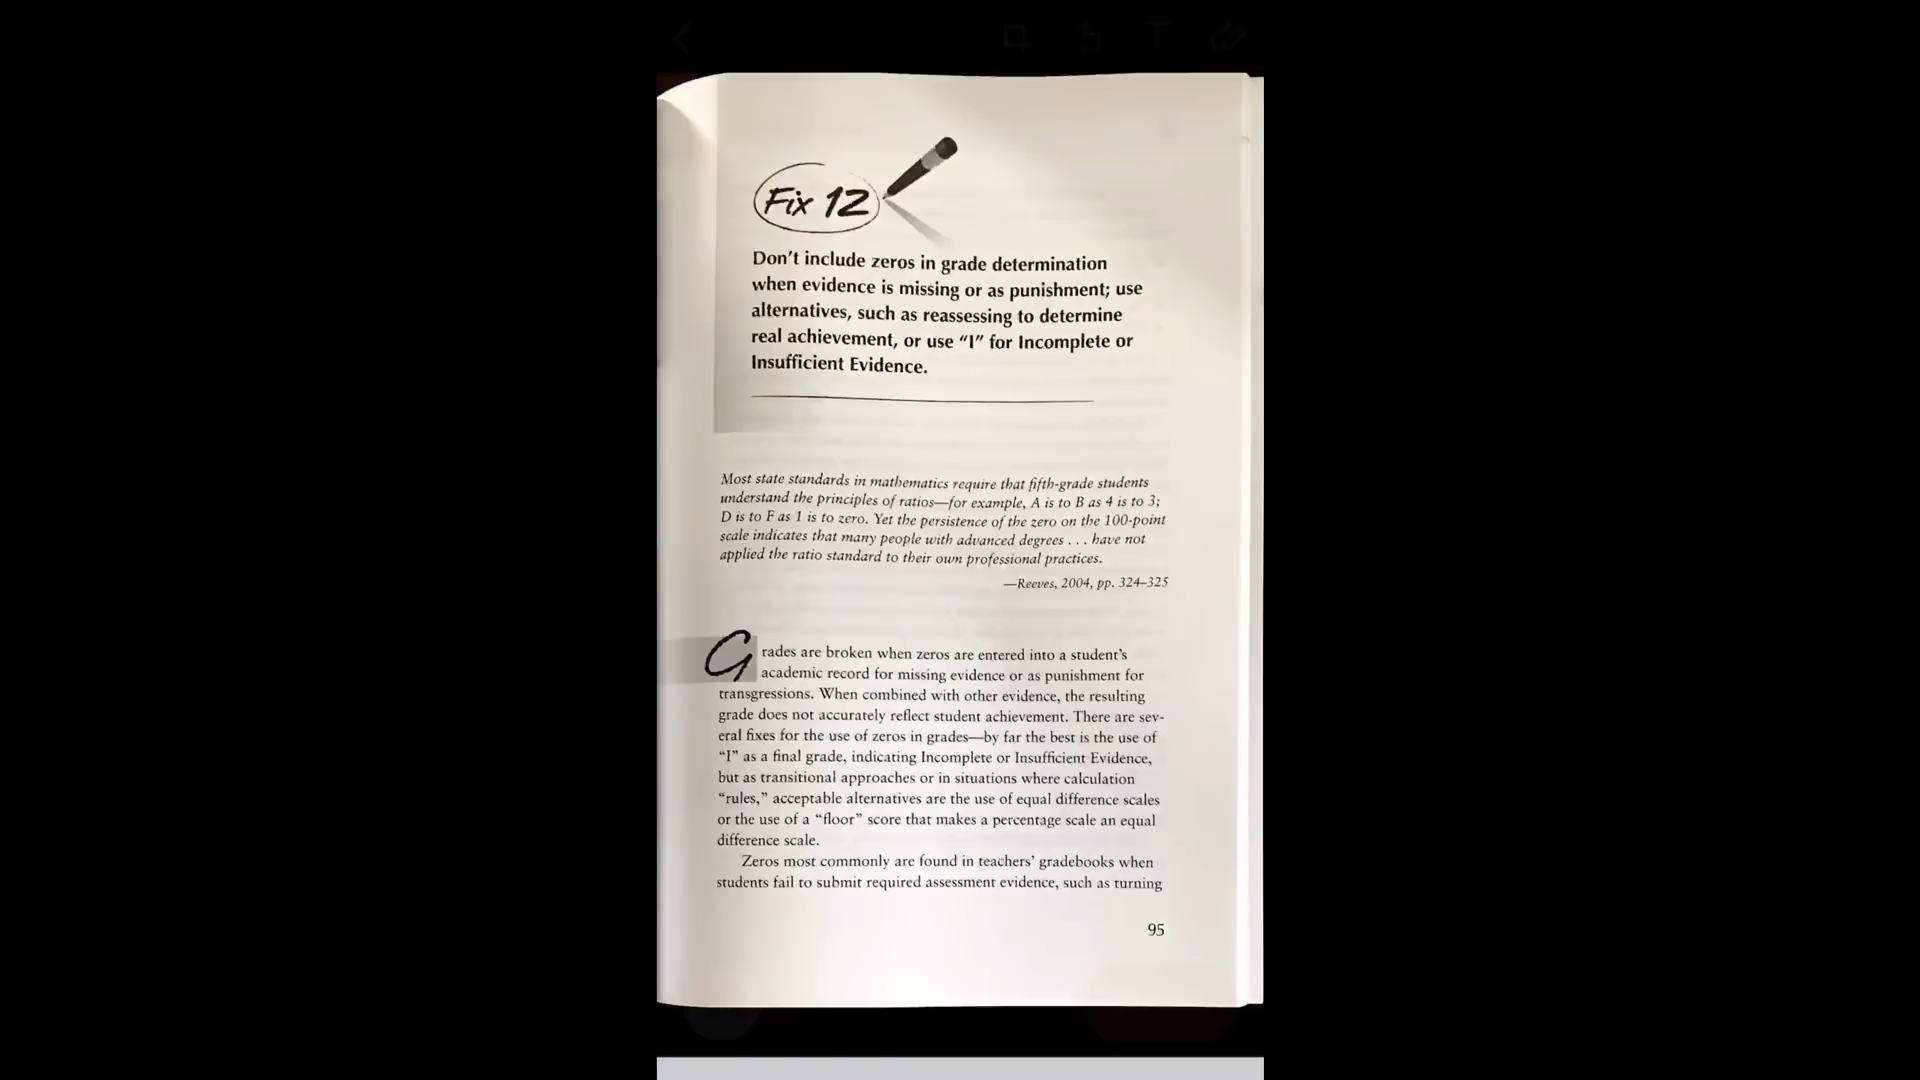 Fix 12
Don't include zeros in grade determination
when evidence is missing or as punishment; use
alternatives, such as reassessing to determine
real achievement, or use “I” for Incomplete or
Insufficient Evidence.
Most state standards in mathematics require that fifth-grade students
understand the principles of ratios—for example, A is to B as 4 is to 3;
D is to F as 1 is to zero. Yet the persistence of the zero on the 100-point
scale indicates that many people with advanced degrees . . . have not
applied the ratio standard to their own professional practices.
—Reeves, 2004, pp. 324–325
Grades are broken when zeros are entered into a student's
academic record for missing evidence or as punishment for
transgressions. When combined with other evidence, the resulting
grade does not accurately reflect student achievement. There are sev-
eral fixes for the use of zeros in grades—by far the best is the use of
“I” as a final grade, indicating Incomplete or Insufficient Evidence,
but as transitional approaches or in situations where calculation
“rules,” acceptable alternatives are the use of equal difference scales
or the use of a “floor” score that makes a percentage scale an equal
difference scale.
Zeros most commonly are found in teachers' gradebooks when
students fail to submit required assessment evidence, such as turning
95